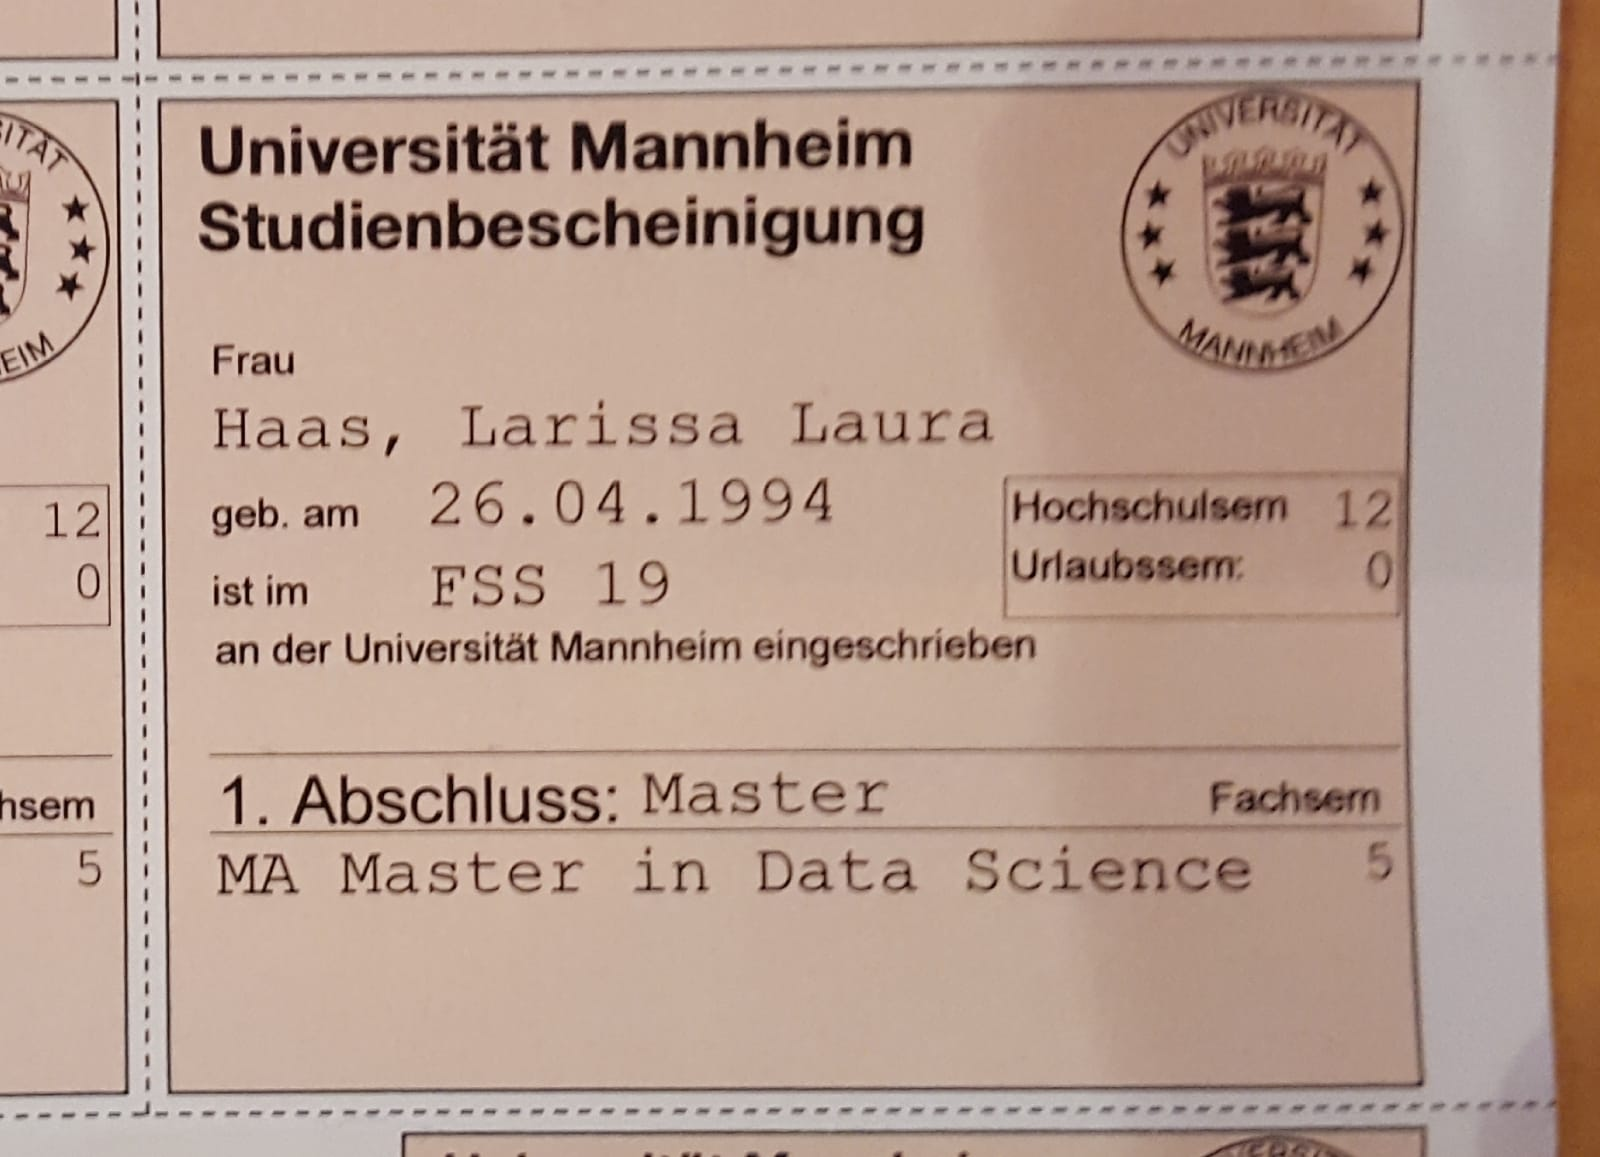 Universität Mannheim
Studienbescheinigung
UNIVERSITÄT
MANNHEIM
Frau
Haas, Larissa Laura
geb. am 26.04.1994
Hochschulsem 12
ist im FSS 19
Urlaubssem: 0
an der Universität Mannheim eingeschrieben
1. Abschluss: Master Fachsem
MA Master in Data Science 5
12
0
5